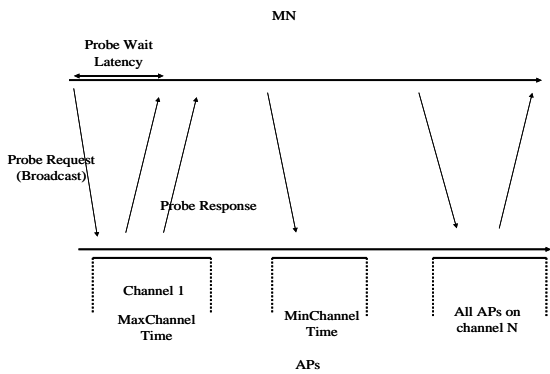 MN
Probe Wait
Latency
Probe Request
(Broadcast)
Probe Response
Channel 1
MaxChannel
Time
MinChannel
Time
All APs on
channel N
APs